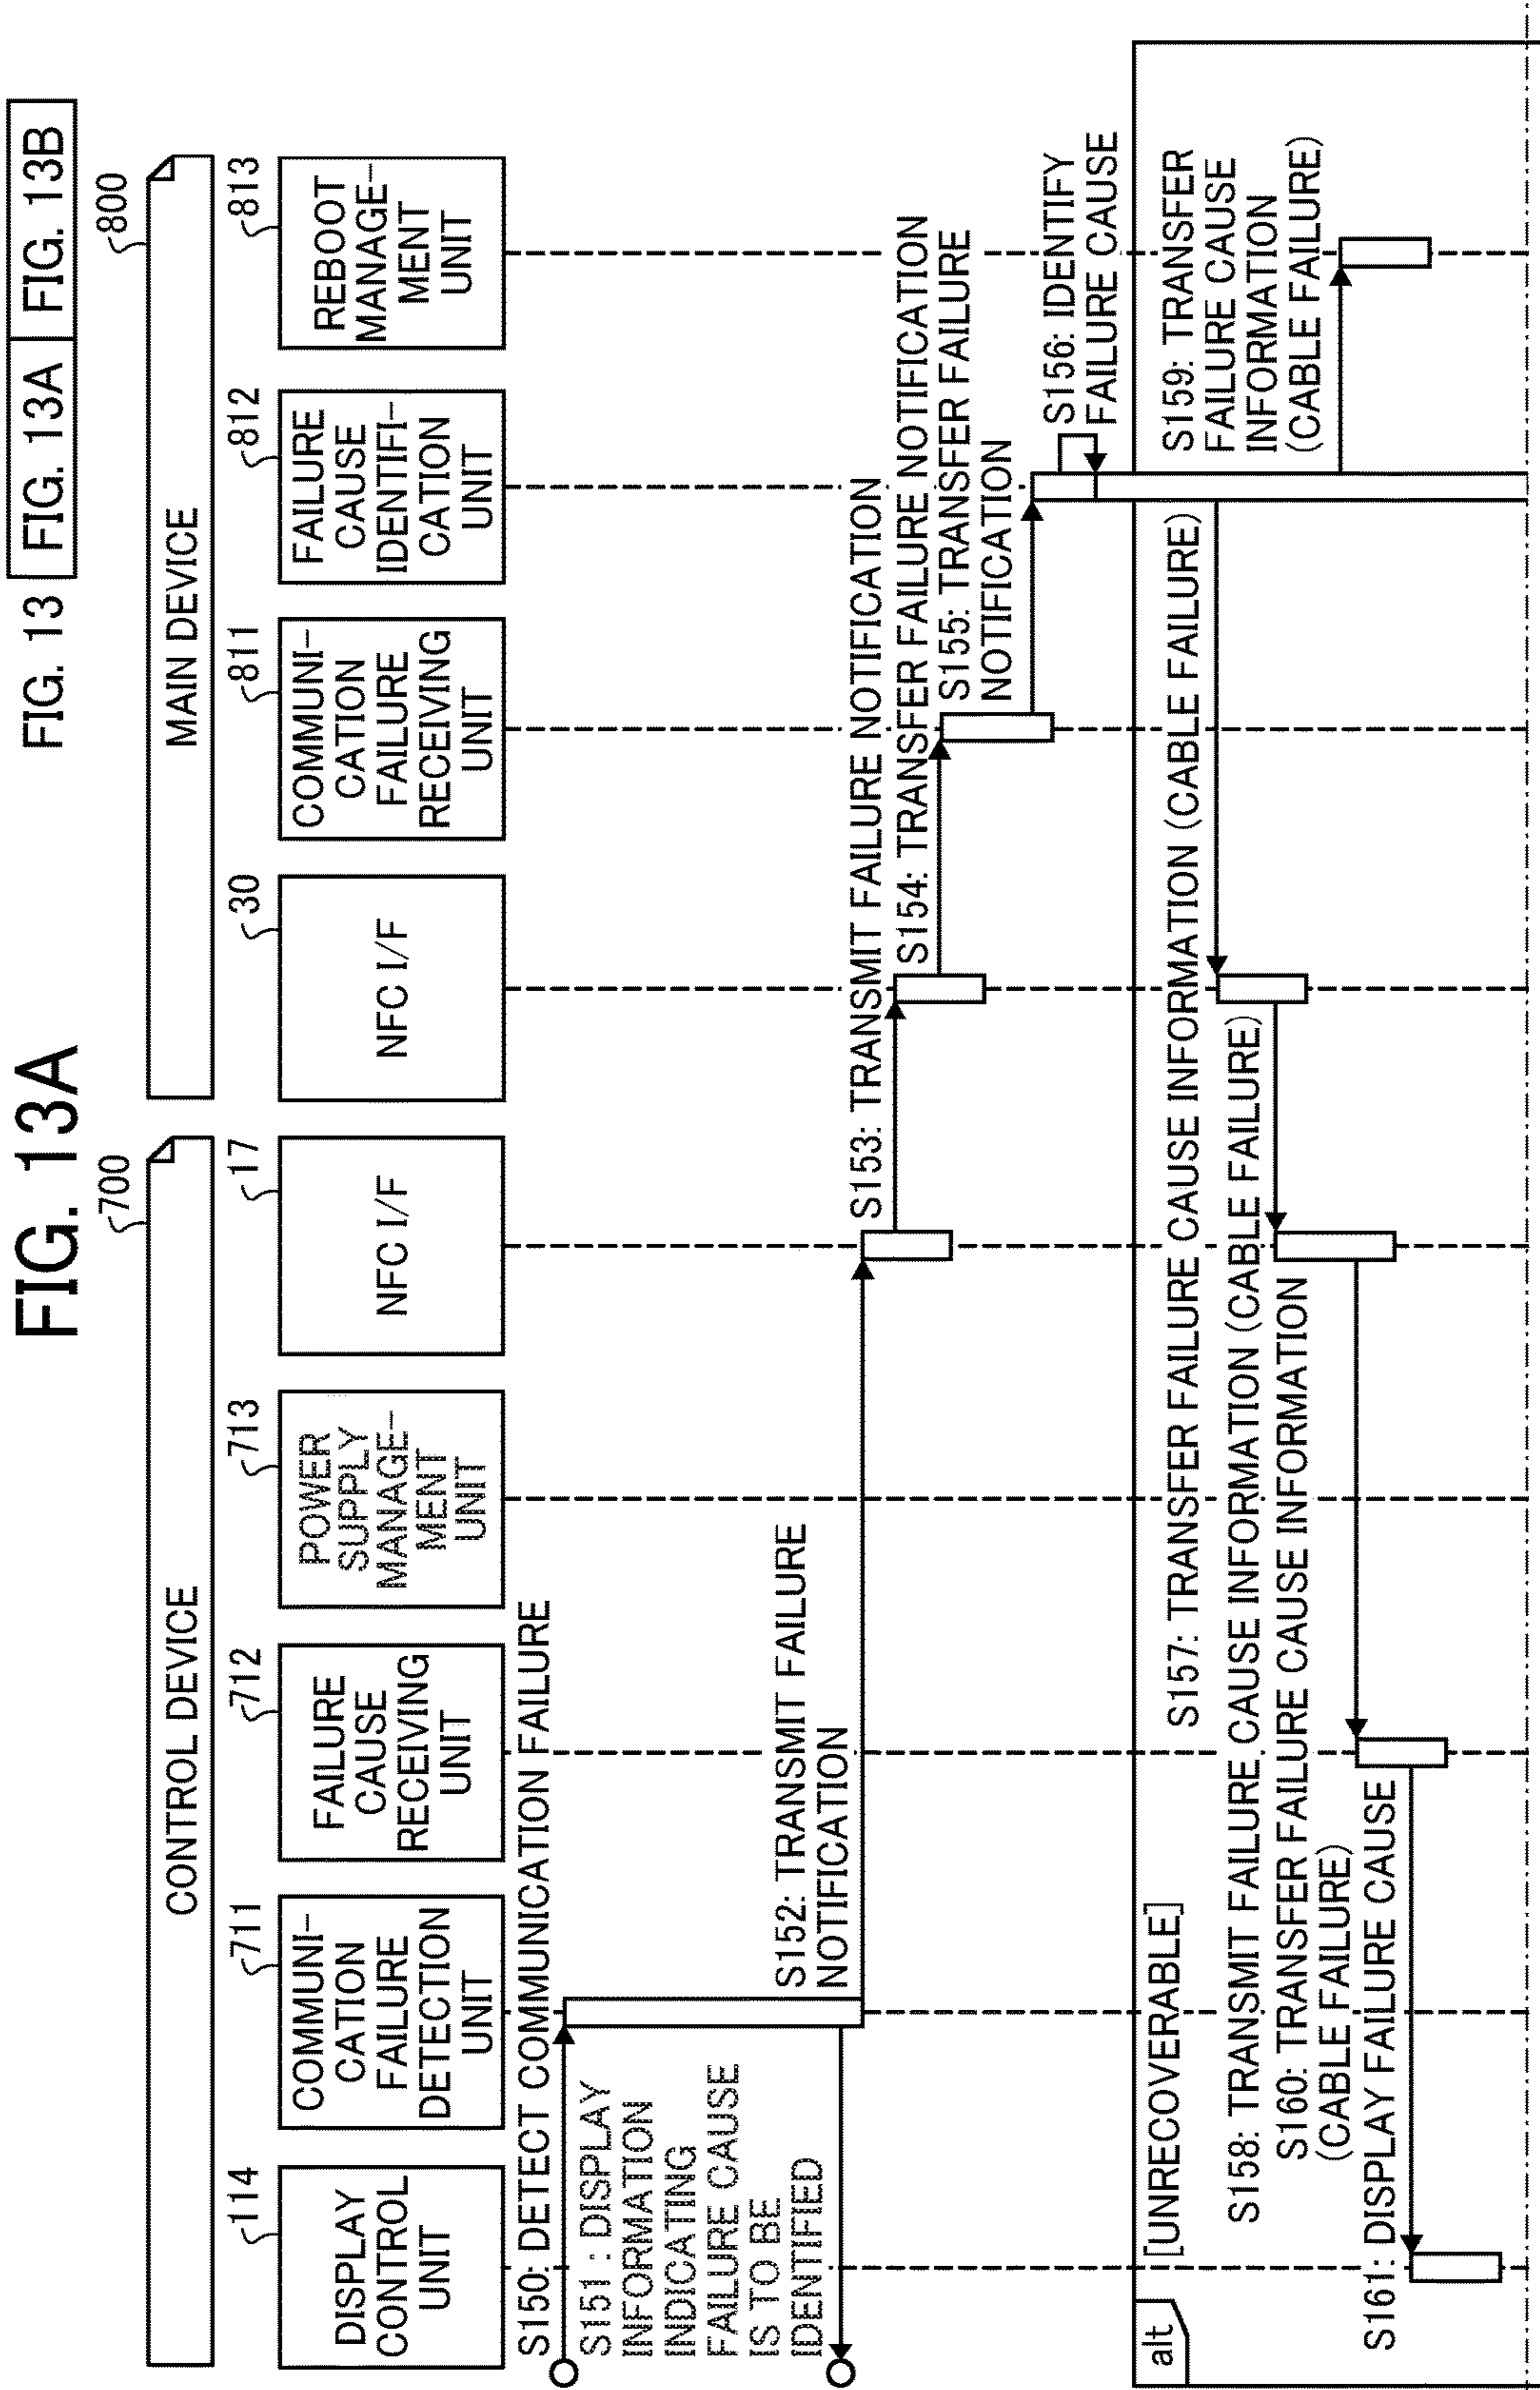 FIG. 13A
FIG. 13
FIG. 13A
FIG. 13B
700
CONTROL DEVICE
800
MAIN DEVICE
114
DISPLAY
CONTROL
UNIT
711
COMMUNI-
CATION
FAILURE
DETECTION
UNIT
712
FAILURE
CAUSE
RECEIVING
UNIT
713
POWER
SUPPLY
MANAGE-
MENT
UNIT
17
NFC I/F
30
NFC I/F
811
COMMUNI-
CATION
FAILURE
RECEIVING
UNIT
812
FAILURE
CAUSE
IDENTIFI-
CATION
UNIT
813
REBOOT
MANAGE-
MENT
UNIT
S150: DETECT COMMUNICATION FAILURE
S151 : DISPLAY
INFORMATION
INDICATING
FAILURE CAUSE
IS TO BE
IDENTIFIED
S152: TRANSMIT FAILURE
NOTIFICATION
S153: TRANSMIT FAILURE NOTIFICATION
S154: TRANSFER FAILURE NOTIFICATION
S155: TRANSFER FAILURE
NOTIFICATION
S156: IDENTIFY
FAILURE CAUSE
alt
[UNRECOVERABLE]
S157: TRANSFER FAILURE CAUSE INFORMATION (CABLE FAILURE)
S158: TRANSMIT FAILURE CAUSE INFORMATION (CABLE FAILURE)
S159: TRANSFER
FAILURE CAUSE
INFORMATION
(CABLE FAILURE)
S160: TRANSFER FAILURE CAUSE INFORMATION
(CABLE FAILURE)
S161: DISPLAY FAILURE CAUSE